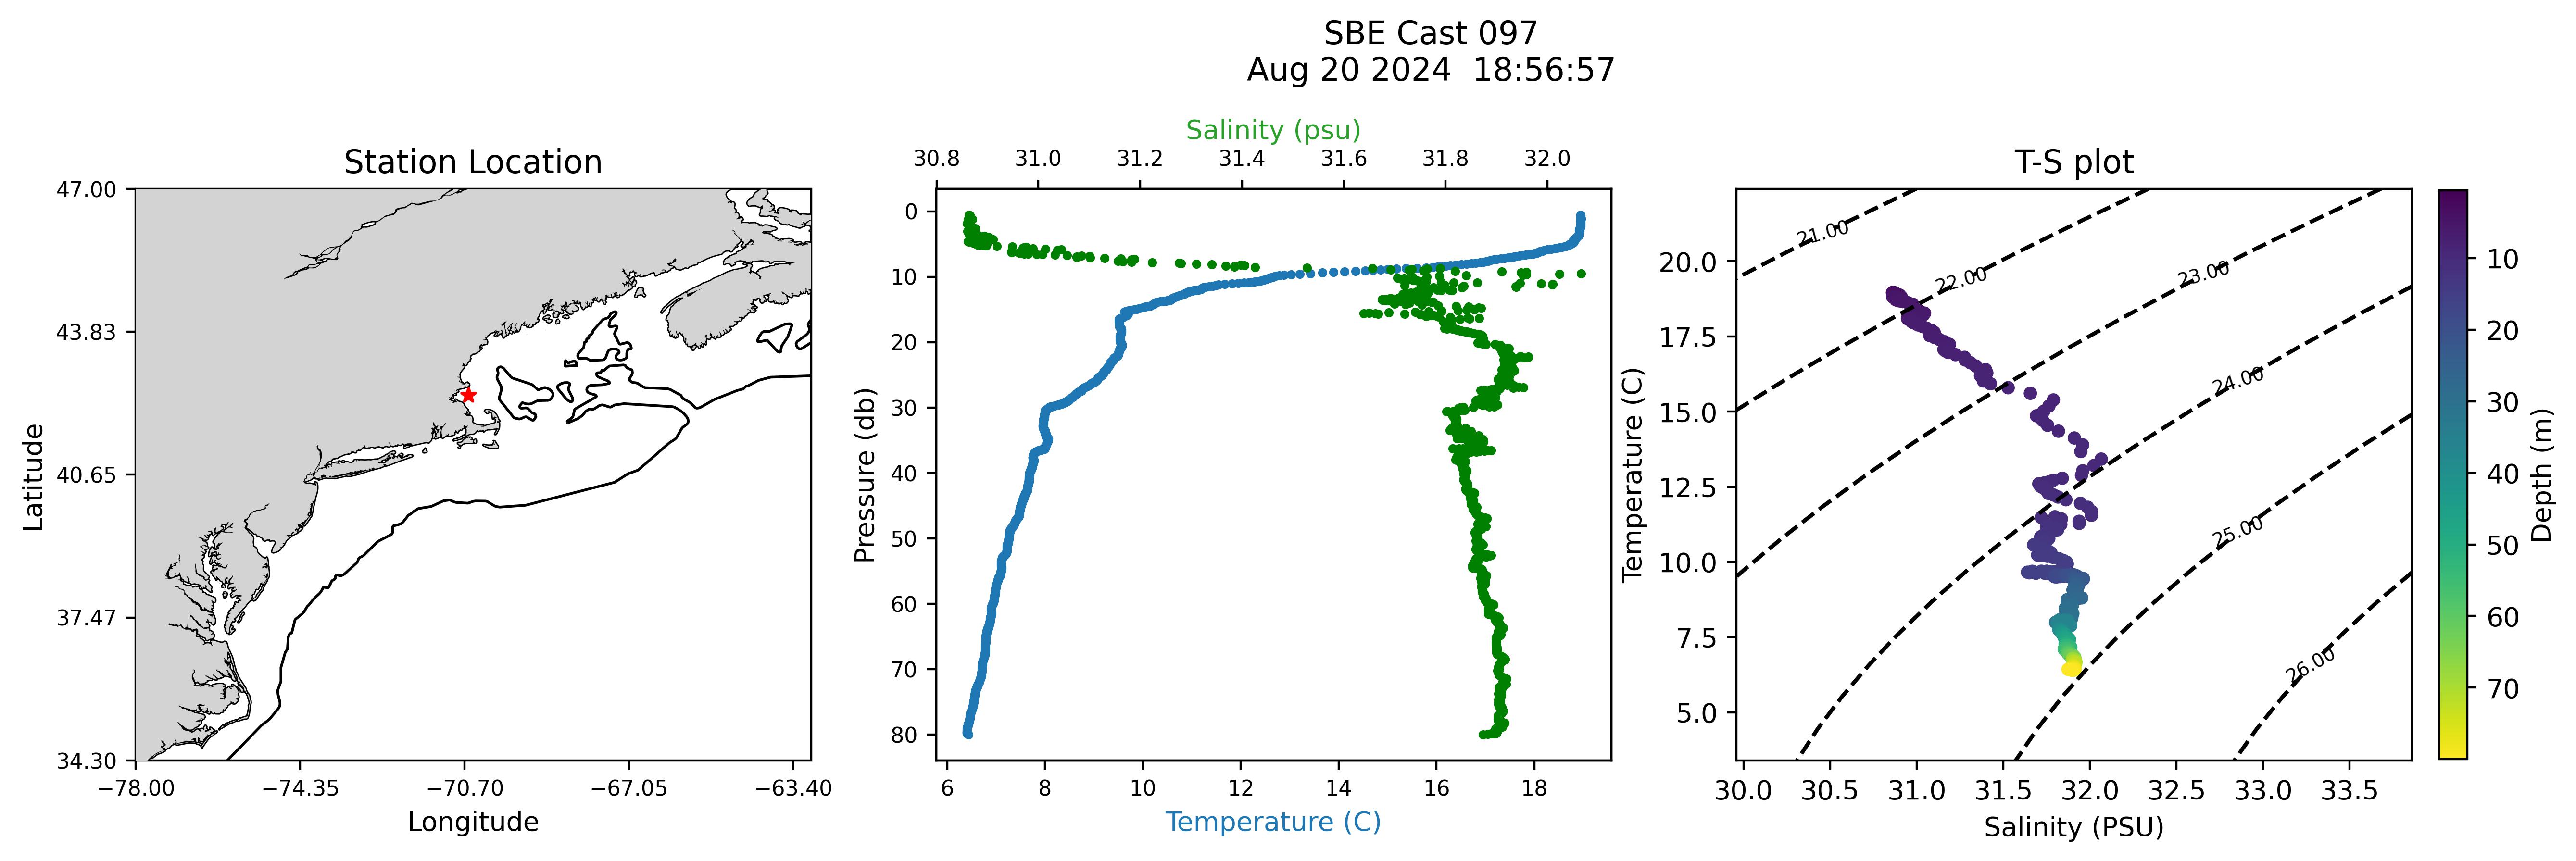 SBE Cast 097
Aug 20 2024  18:56:57
Station Location
47.00
43.83
40.65
37.47
34.30
Latitude
−78.00 −74.35 −70.70 −67.05 −63.40
Longitude
Salinity (psu)
30.8 31.0 31.2 31.4 31.6 31.8 32.0
0
10
20
30
40
50
60
70
80
Pressure (db)
6 8 10 12 14 16 18
Temperature (C)
T-S plot
20.0
17.5
15.0
12.5
10.0
7.5
5.0
Temperature (C)
21.00
22.00
23.00
24.00
25.00
26.00
30.0 30.5 31.0 31.5 32.0 32.5 33.0 33.5
Salinity (PSU)
10
20
30
40
50
60
70
Depth (m)